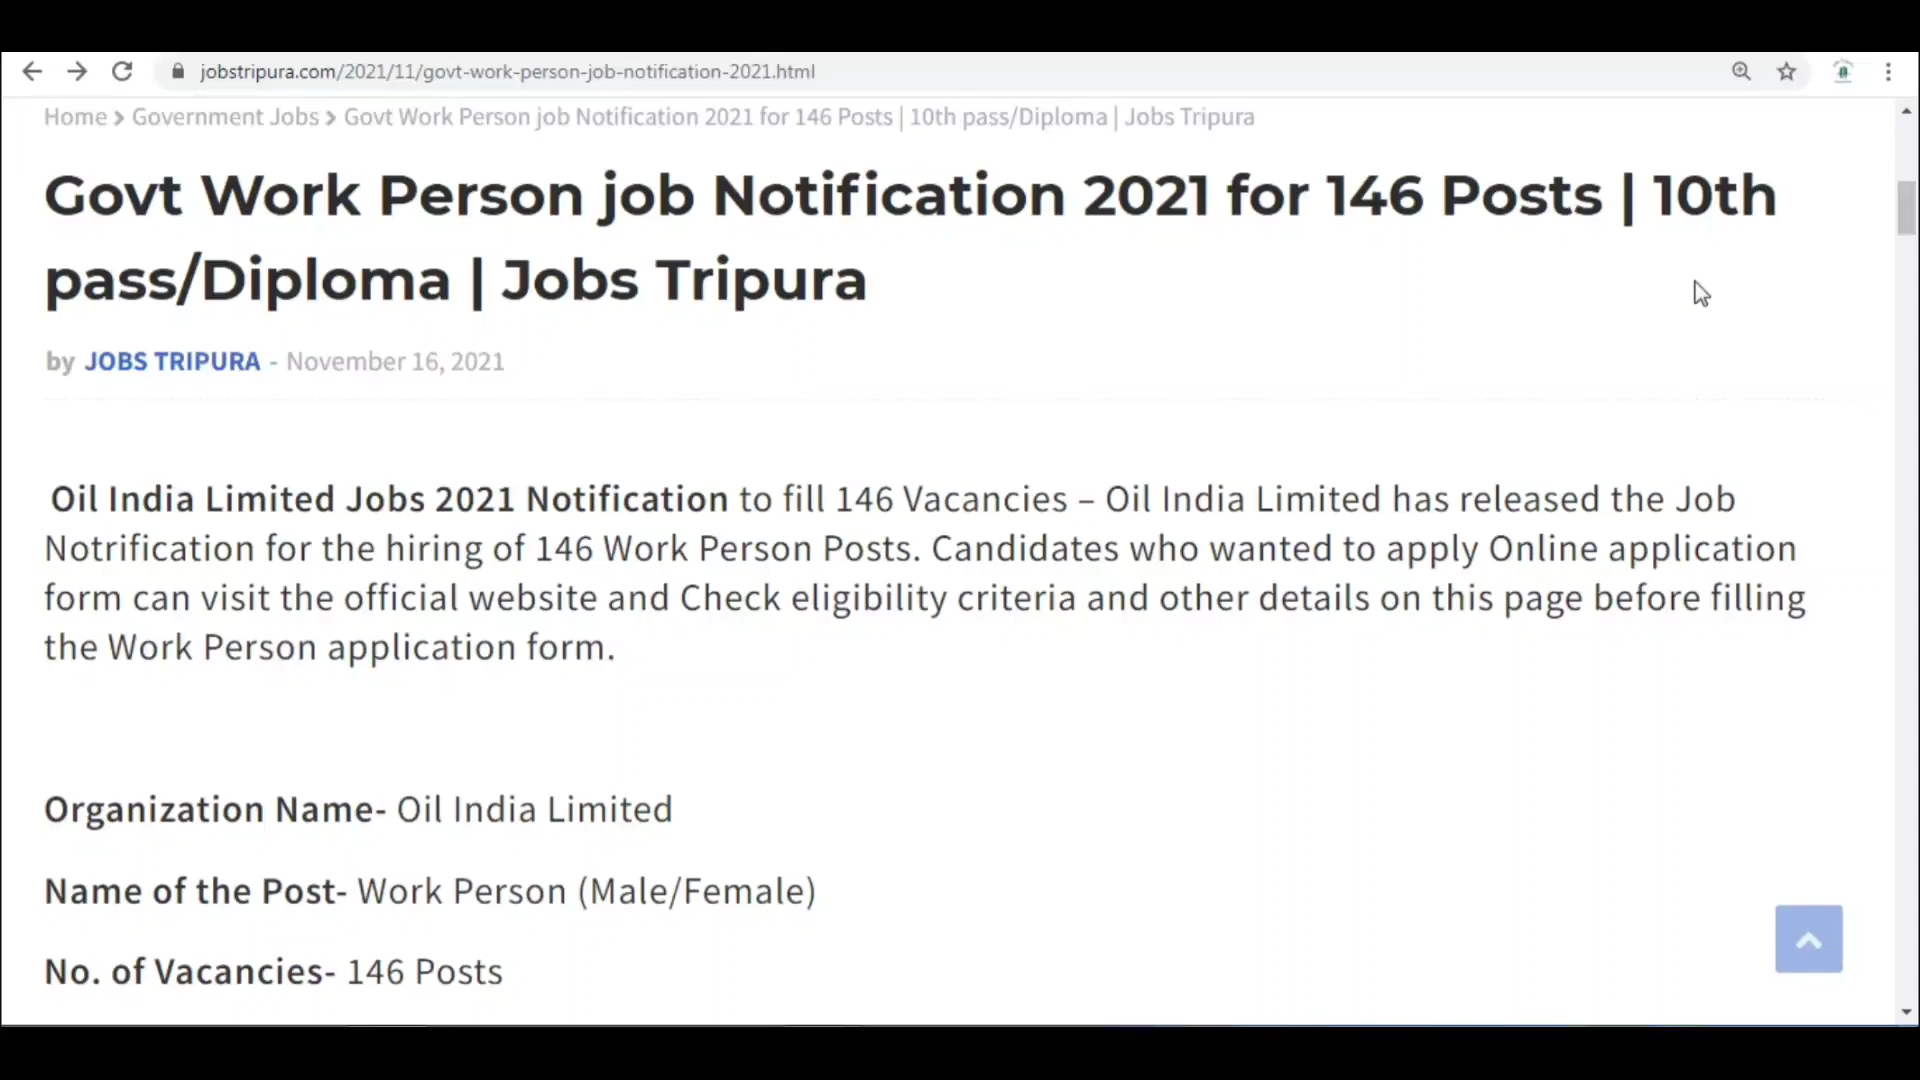 jobstripura.com/2021/11/govt-work-person-job-notification-2021.html
Home > Government Jobs > Govt Work Person job Notification 2021 for 146 Posts | 10th pass/Diploma | Jobs Tripura
Govt Work Person job Notification 2021 for 146 Posts | 10th
pass/Diploma | Jobs Tripura
by JOBS TRIPURA - November 16, 2021
Oil India Limited Jobs 2021 Notification to fill 146 Vacancies – Oil India Limited has released the Job
Notrification for the hiring of 146 Work Person Posts. Candidates who wanted to apply Online application
form can visit the official website and Check eligibility criteria and other details on this page before filling
the Work Person application form.
Organization Name- Oil India Limited
Name of the Post- Work Person (Male/Female)
No. of Vacancies- 146 Posts